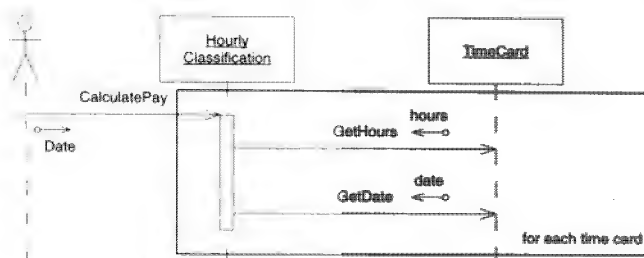 Hourly
Classification
TimeCard
CalculatePay
hours
GetHours
Date
date
GetDate
for each time card